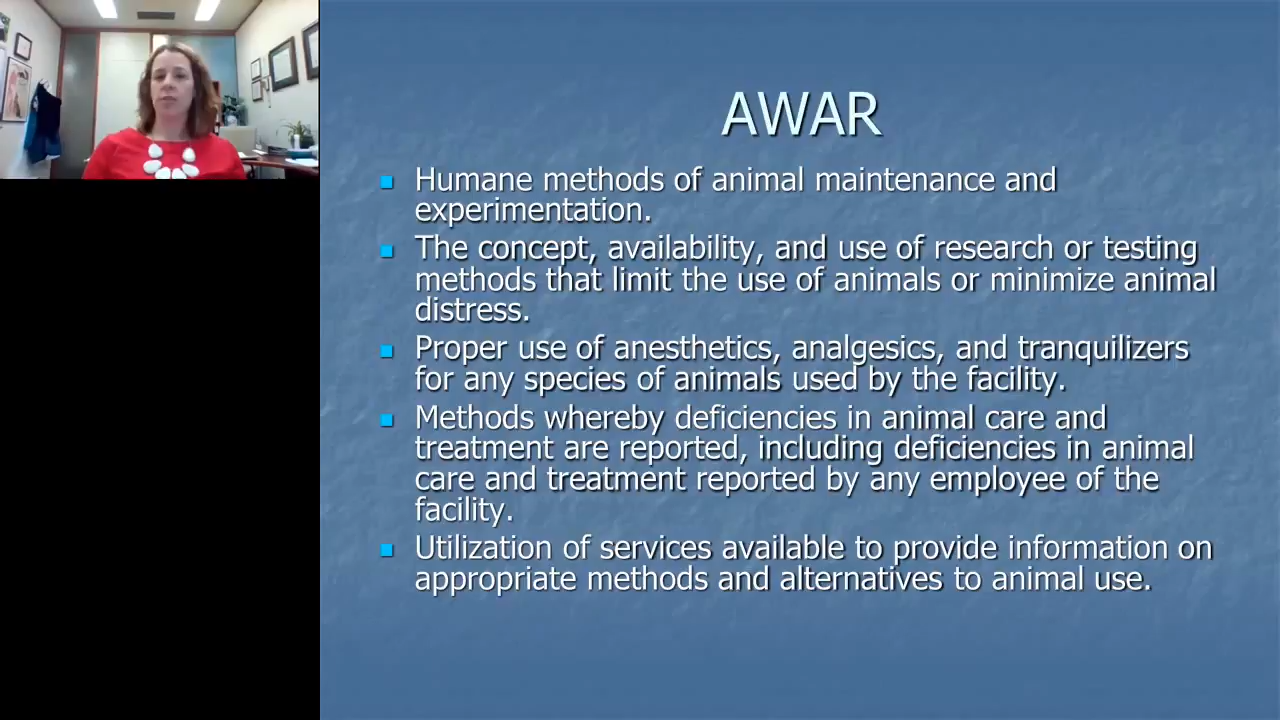 AWAR
Humane methods of animal maintenance and
experimentation.
The concept, availability, and use of research or testing
methods that limit the use of animals or minimize animal
distress.
Proper use of anesthetics, analgesics, and tranquilizers
for any species of animals used by the facility.
Methods whereby deficiencies in animal care and
treatment are reported, including deficiencies in animal
care and treatment reported by any employee of the
facility.
Utilization of services available to provide information on
appropriate methods and alternatives to animal use.